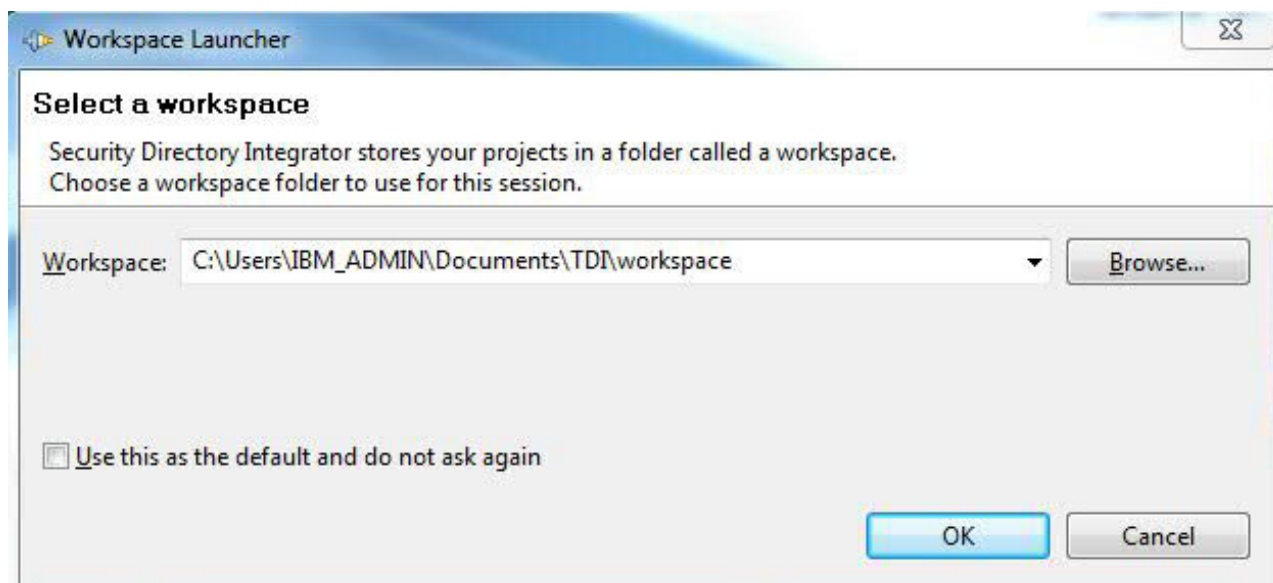 Workspace Launcher
Select a workspace
Security Directory Integrator stores your projects in a folder called a workspace.
Choose a workspace folder to use for this session.
Workspace: C:\Users\IBM_ADMIN\Documents\TDI\workspace Browse...
Use this as the default and do not ask again
OK Cancel